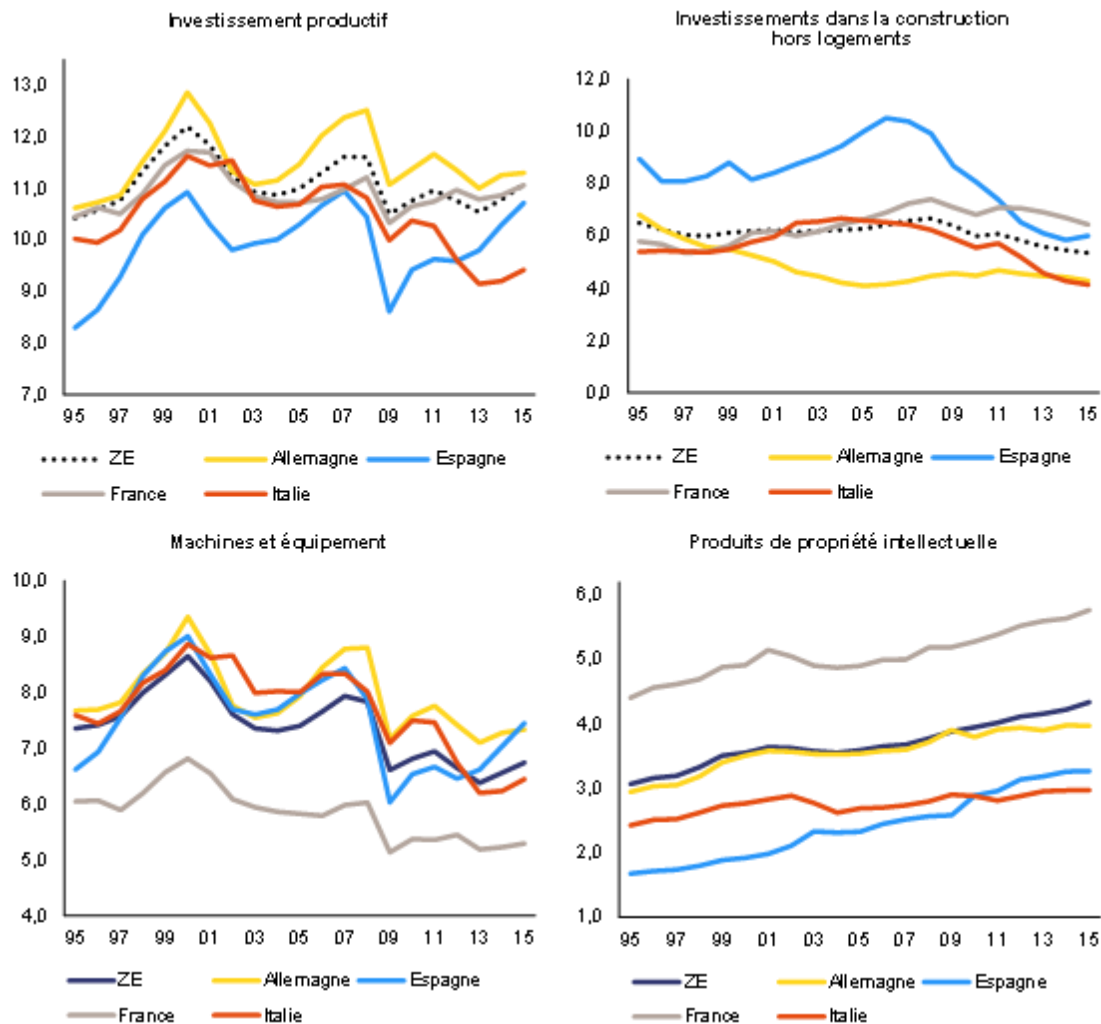 Investissement productif
13,0
12,0
11,0
10,0
9,0
8,0
7,0
95 97 99 01 03 05 07 09 11 13 15
ZE Allemagne Espagne
France Italie
Investissements dans la construction
hors logements
12,0
10,0
8,0
6,0
4,0
2,0
0,0
95 97 99 01 03 05 07 09 11 13 15
ZE Allemagne Espagne
France Italie
Machines et équipement
10,0
9,0
8,0
7,0
6,0
5,0
4,0
95 97 99 01 03 05 07 09 11 13 15
ZE Allemagne Espagne
France Italie
Produits de propriété intellectuelle
6,0
5,0
4,0
3,0
2,0
1,0
95 97 99 01 03 05 07 09 11 13 15
ZE Allemagne Espagne
France Italie